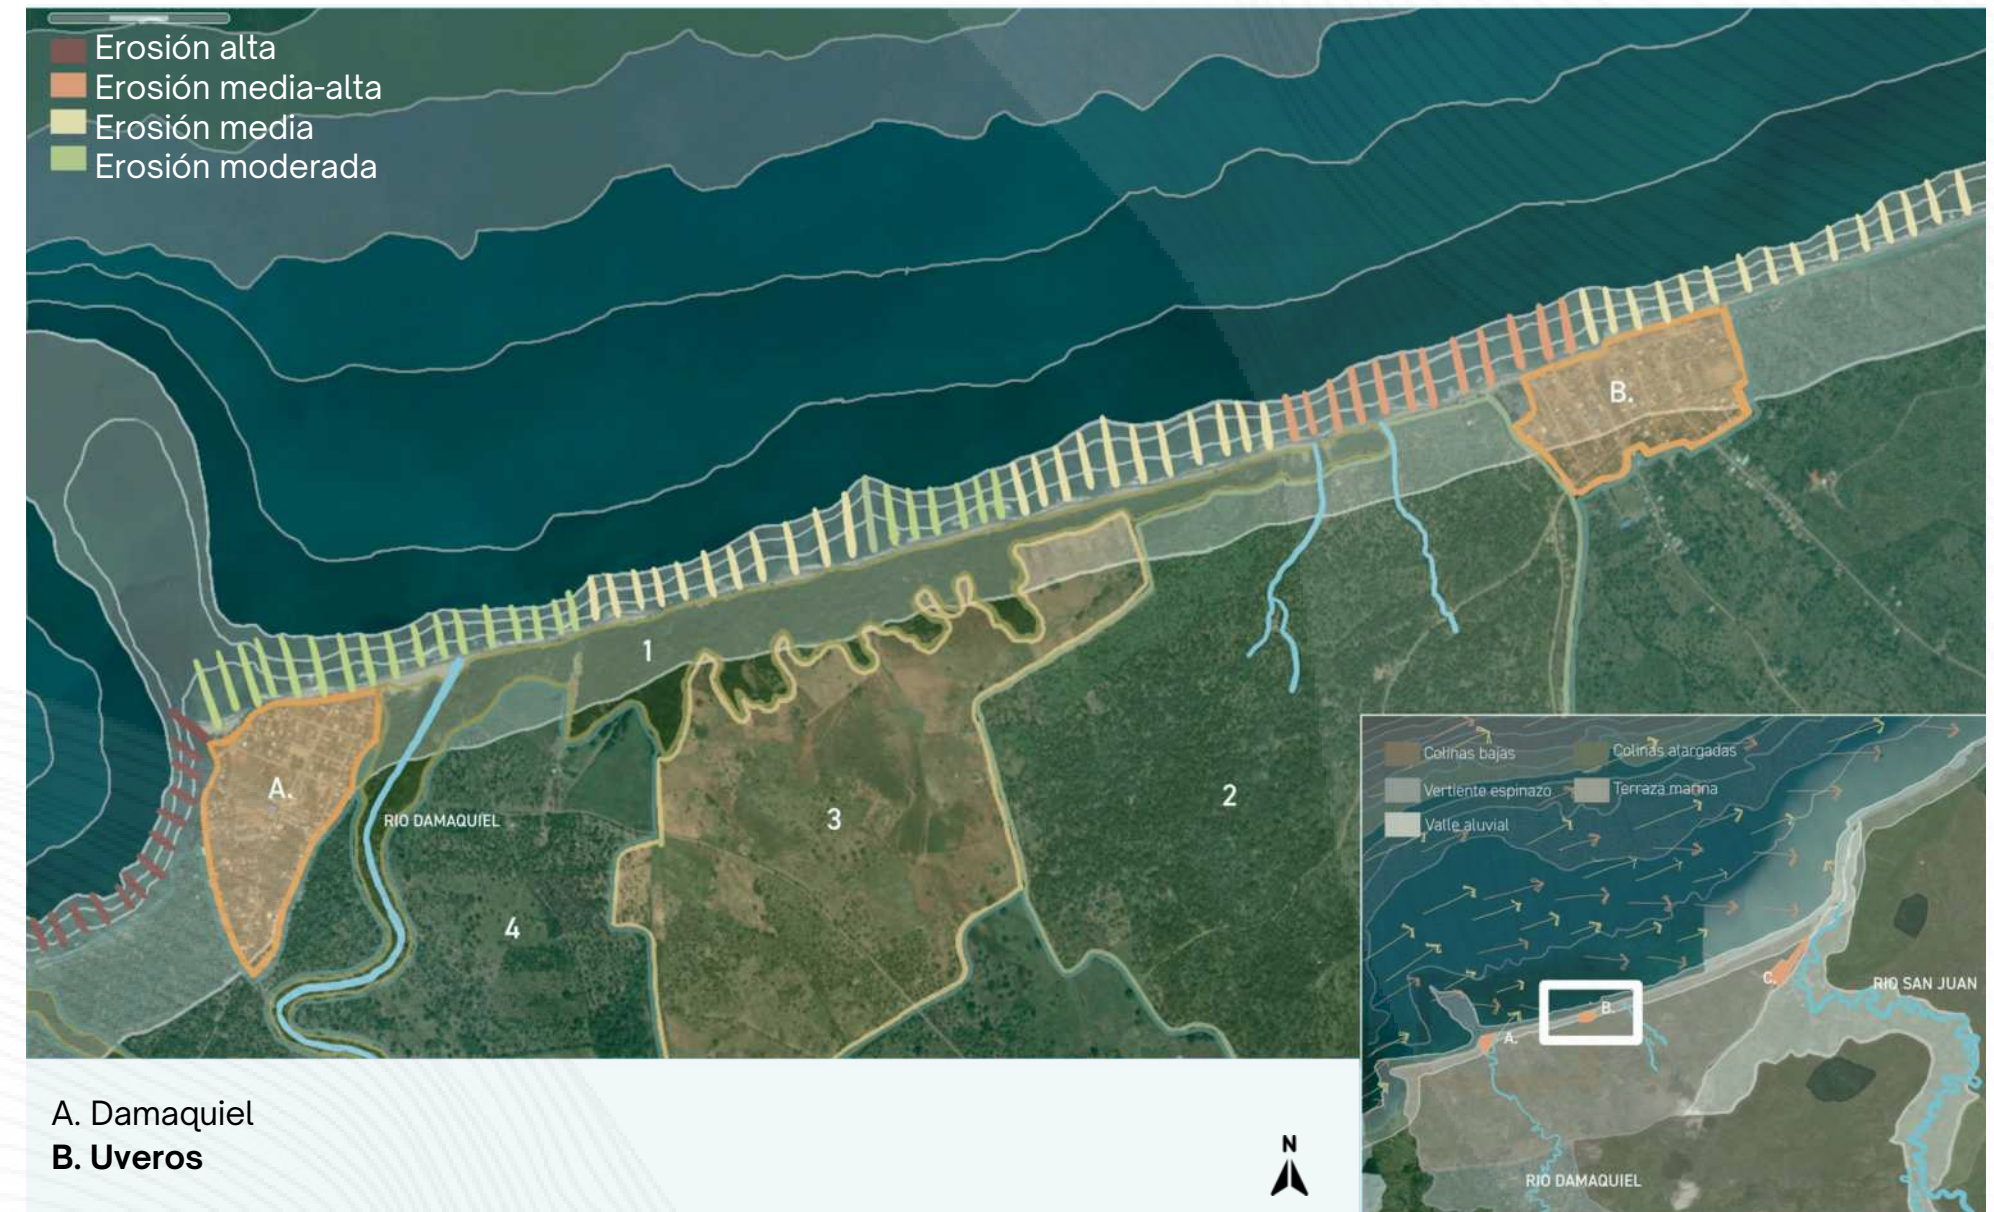 Erosión alta
Erosión media-alta
Erosión media
Erosión moderada
B.
1
A.
RIO DAMAQUIEL
3
2
4
Colinas bajas
Colinas alargadas
Vertiente espinazo
Terraza marina
Valle aluvial
C.
RIO SAN JUAN
B.
A.
RIO DAMAQUIEL
A. Damaquiel
B. Uveros
N